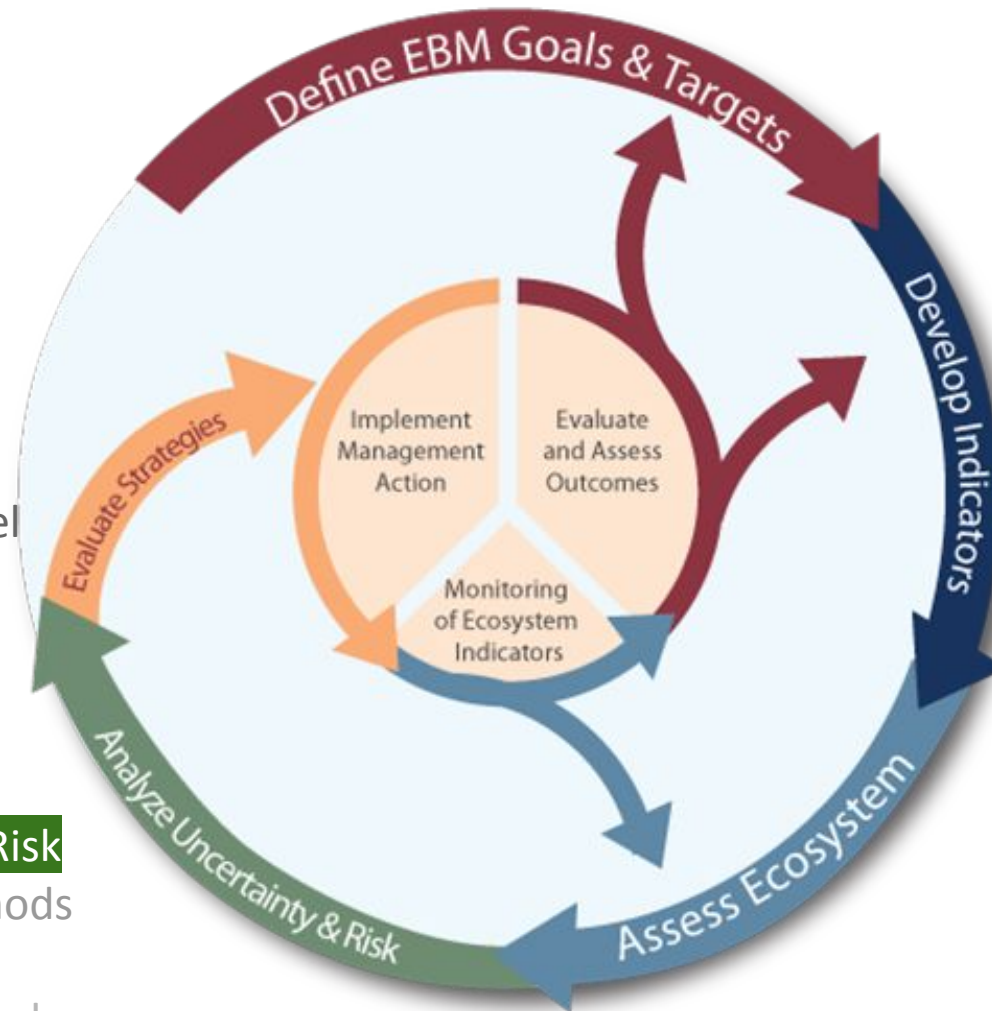 Define EBM Goals & Targets
Develop Indicators
Assess Ecosystem
Analyze Uncertainty & Risk
Evaluate Strategies
Implement
Management
Action
Evaluate
and Assess
Outcomes
Monitoring
of Ecosystem
Indicators
Risk